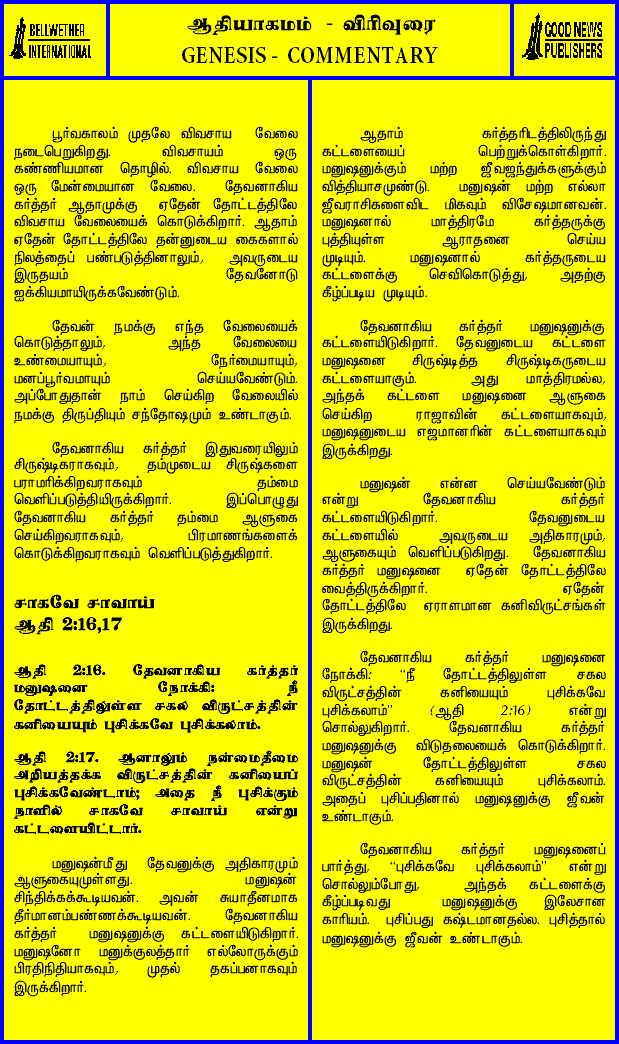 BELLWETHER
INTERNATIONAL
ஆதியாகமம் - விரிவுரை
GENESIS - COMMENTARY
GOOD NEWS
PUBLISHERS
பூர்வகாலம் முதலே விவசாய வேலை
நடைபெறுகிறது. விவசாயம் ஒரு
கண்ணியமான தொழில். விவசாய வேலை
ஒரு மேன்மையான வேலை. தேவனாகிய
கர்த்தர் ஆதாமுக்கு ஏதேன் தோட்டத்திலே
விவசாய வேலையைக் கொடுக்கிறார். ஆதாம்
ஏதேன் தோட்டத்திலே தன்னுடைய கைகளால்
நிலத்தைப் பண்படுத்தினாலும், அவருடைய
இருதயம் தேவனோடு
ஐக்கியமாயிருக்கவேண்டும்.
தேவன் நமக்கு எந்த வேலையைக்
கொடுத்தாலும், அந்த வேலையை
உண்மையாயும், நேர்மையாயும்,
மனப்பூர்வமாயும் செய்யவேண்டும்.
அப்போதுதான் நாம் செய்கிற வேலையில்
நமக்கு திருப்தியும் சந்தோஷமும் உண்டாகும்.
தேவனாகிய கர்த்தர் இதுவரையிலும்
சிருஷ்டிகராகவும், தம்முடைய சிருஷ்களை
பராமரிக்கிறவராகவும் தம்மை
வெளிப்படுத்தியிருக்கிறார். இப்பொழுது
தேவனாகிய கர்த்தர் தம்மை ஆளுகை
செய்கிறவராகவும், பிரமாணங்களைக்
கொடுக்கிறவராகவும் வெளிப்படுத்துகிறார்.
சாகவே சாவாய்
ஆதி 2:16,17
ஆதி 2:16. தேவனாகிய கர்த்தர்
மனுஷனை நோக்கி: நீ
தோட்டத்திலுள்ள சகல விருட்சத்தின்
கனியையும் புசிக்கவே புசிக்கலாம்.
ஆதி 2:17. ஆனாலும் நன்மைதீமை
அறியத்தக்க விருட்சத்தின் கனியைப்
புசிக்கவேண்டாம்; அதை நீ புசிக்கும்
நாளில் சாகவே சாவாய் என்று
கட்டளையிட்டார்.
மனுஷன்மீது தேவனுக்கு அதிகாரமும்
ஆளுகையுமுள்ளது. மனுஷன்
சிந்திக்கக்கூடியவன். அவன் சுயாதீனமாக
தீர்மானம்பண்ணக்கூடியவன். தேவனாகிய
கர்த்தர் மனுஷனுக்கு கட்டளையிடுகிறார்.
மனுஷனோ மனுக்குலத்தார் எல்லோருக்கும்
பிரதிநிதியாகவும், முதல் தகப்பனாகவும்
இருக்கிறார்.
ஆதாம் கர்த்தரிடத்திலிருந்து
கட்டளையைப் பெற்றுக்கொள்கிறார்.
மனுஷனுக்கும் மற்ற ஜீவஜந்துக்களுக்கும்
வித்தியாசமுண்டு. மனுஷன் மற்ற எல்லா
ஜீவராசிகளைவிட மிகவும் விசேஷமானவன்.
மனுஷனால் மாத்திரமே கர்த்தருக்கு
புத்தியுள்ள ஆராதனை செய்ய
முடியும். மனுஷனால் கர்த்தருடைய
கட்டளைக்கு செவிகொடுத்து, அதற்கு
கீழ்ப்படிய முடியும்.
தேவனாகிய கர்த்தர் மனுஷனுக்கு
கட்டளையிடுகிறார். தேவனுடைய கட்டளை
மனுஷனை சிருஷ்டித்த சிருஷ்டிகருடைய
கட்டளையாகும். அது மாத்திரமல்ல,
அந்தக் கட்டளை மனுஷனை ஆளுகை
செய்கிற ராஜாவின் கட்டளையாகவும்,
மனுஷனுடைய எஜமானரின் கட்டளையாகவும்
இருக்கிறது.
மனுஷன் என்ன செய்யவேண்டும்
என்று தேவனாகிய கர்த்தர்
கட்டளையிடுகிறார். தேவனுடைய
கட்டளையில் அவருடைய அதிகாரமும்,
ஆளுகையும் வெளிப்படுகிறது. தேவனாகிய
கர்த்தர் மனுஷனை ஏதேன் தோட்டத்திலே
வைத்திருக்கிறார். ஏதேன்
தோட்டத்திலே ஏராளமான கனிவிருட்சங்கள்
இருக்கிறது.
தேவனாகிய கர்த்தர் மனுஷனை
நோக்கி: “நீ தோட்டத்திலுள்ள சகல
விருட்சத்தின் கனியையும் புசிக்கவே
புசிக்கலாம்” (ஆதி 2:16) என்று
சொல்லுகிறார். தேவனாகிய கர்த்தர்
மனுஷனுக்கு விடுதலையைக் கொடுக்கிறார்.
மனுஷன் தோட்டத்திலுள்ள சகல
விருட்சத்தின் கனியையும் புசிக்கலாம்.
அதைப் புசிப்பதினால் மனுஷனுக்கு ஜீவன்
உண்டாகும்.
தேவனாகிய கர்த்தர் மனுஷனைப்
பார்த்து, “புசிக்கவே புசிக்கலாம்” என்று
சொல்லும்போது, அந்தக் கட்டளைக்கு
கீழ்ப்படிவது மனுஷனுக்கு இலேசான
காரியம். புசிப்பது கஷ்டமானதல்ல. புசித்தால்
மனுஷனுக்கு ஜீவன் உண்டாகும்.